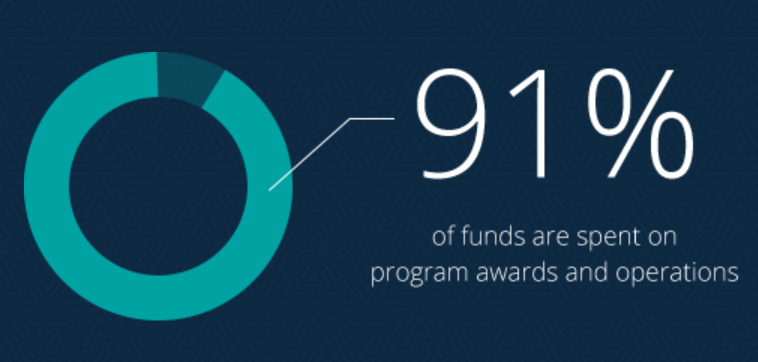 91%
of funds are spent on
program awards and operations